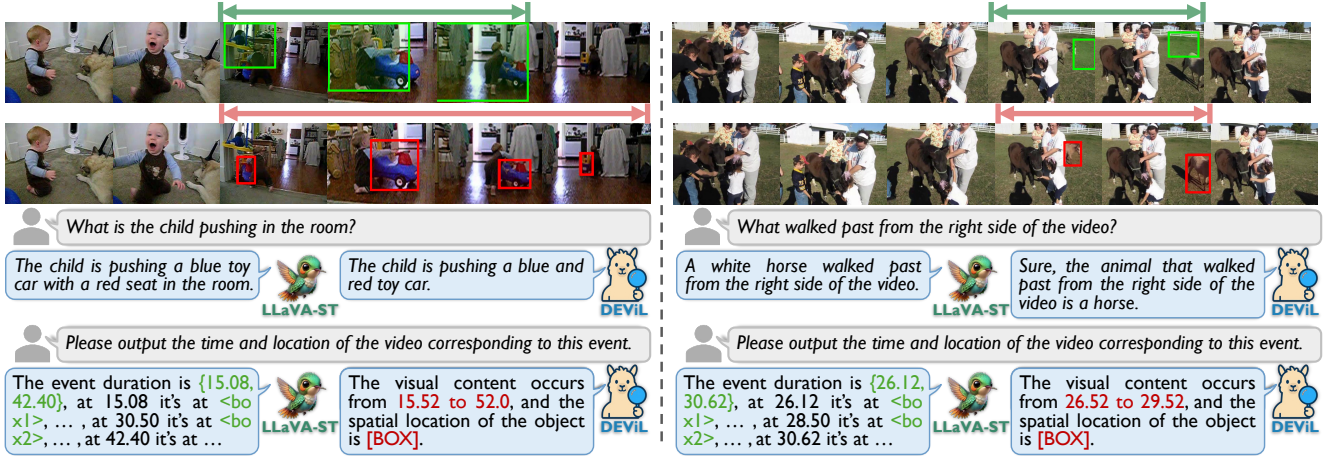 What is the child pushing in the room?
The child is pushing a blue toy
car with a red seat in the room.
LLaVA-ST
The child is pushing a blue and
red toy car.
DEViL
Please output the time and location of the video corresponding to this event.
The event duration is {15.08,
42.40}, at 15.08 it's at <bo
x1>, ... , at 30.50 it's at <bo
x2>, ... , at 42.40 it's at ...
LLaVA-ST
The visual content occurs
from 15.52 to 52.0, and the
spatial location of the object
is [BOX].
DEViL
What walked past from the right side of the video?
A white horse walked past
from the right side of the video.
LLaVA-ST
Sure, the animal that walked
past from the right side of the
video is a horse.
DEViL
Please output the time and location of the video corresponding to this event.
The event duration is {26.12,
30.62}, at 26.12 it's at <bo
x1>, ... , at 28.50 it's at <bo
x2>, ... , at 30.62 it's at ...
LLaVA-ST
The visual content occurs
from 26.52 to 29.52, and the
spatial location of the object
is [BOX].
DEViL